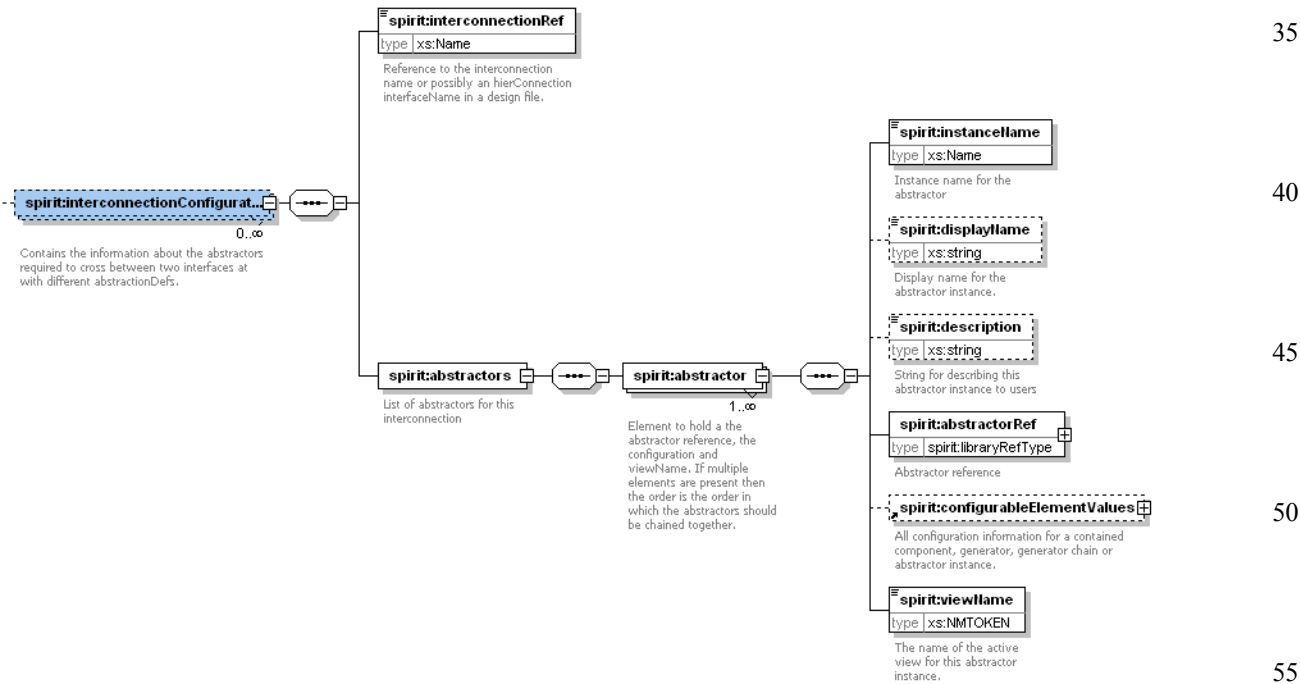 spirit:interconnectionRef
type xs:Name
Reference to the interconnection
name or possibly an hierConnection
interfaceName in a design file.
35
spirit:instanceName
type xs:Name
Instance name for the
abstractor
40
spirit:interconnectionConfigurat...
0..∞
Contains the information about the abstractors
required to cross between two interfaces at
with different abstractionDefs.
spirit:displayName
type xs:string
Display name for the
abstractor instance.
spirit:description
type xs:string
String for describing this
abstractor instance to users
45
spirit:abstractors
List of abstractors for this
interconnection
spirit:abstractor
1..∞
Element to hold a the
abstractor reference, the
configuration and
viewName. If multiple
elements are present then
the order is the order in
which the abstractors should
be chained together.
spirit:abstractorRef
type spirit:libraryRefType
Abstractor reference
spirit:configurableElementValues
50
All configuration information for a contained
component, generator, generator chain or
abstractor instance.
spirit:viewName
type xs:NMTOKEN
The name of the active
view for this abstractor
instance.
55